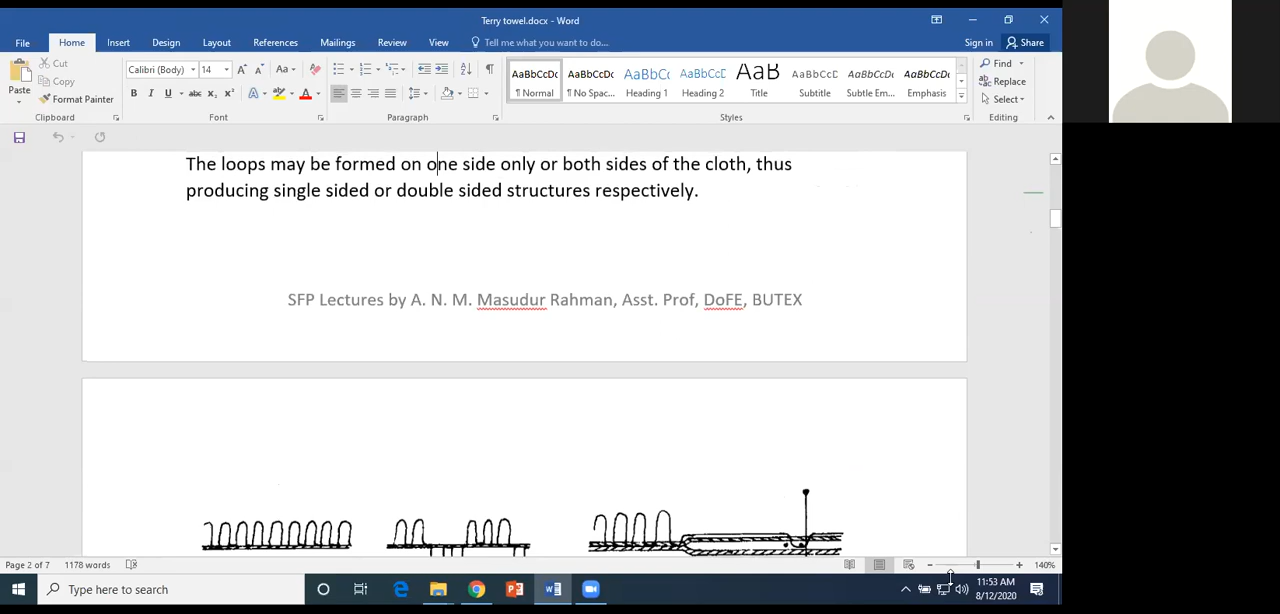 Terry towel.docx - Word
File Home Insert Design Layout References Mailings Review View Tell me what you want to do... Sign in Share
Cut
Copy
Format Painter
Paste
Clipboard
Calibri (Body) 14
Aa
B I U abc X₂ X²
A A
Font
Paragraph
AaBbCcDc AaBbCcDc AaBbCc AaBbCcD AaB AaBbCcD AaBbCcDc AaBbCcDc
¶ Normal ¶ No Spac... Heading 1 Heading 2 Title Subtitle Subtle Em... Emphasis
Styles
Find
Replace
Select
Editing
The loops may be formed on one side only or both sides of the cloth, thus
producing single sided or double sided structures respectively.
SFP Lectures by A. N. M. Masudur Rahman, Asst. Prof, DoFE, BUTEX
Page 2 of 7 1178 words 140%
Type here to search
11:53 AM
8/12/2020